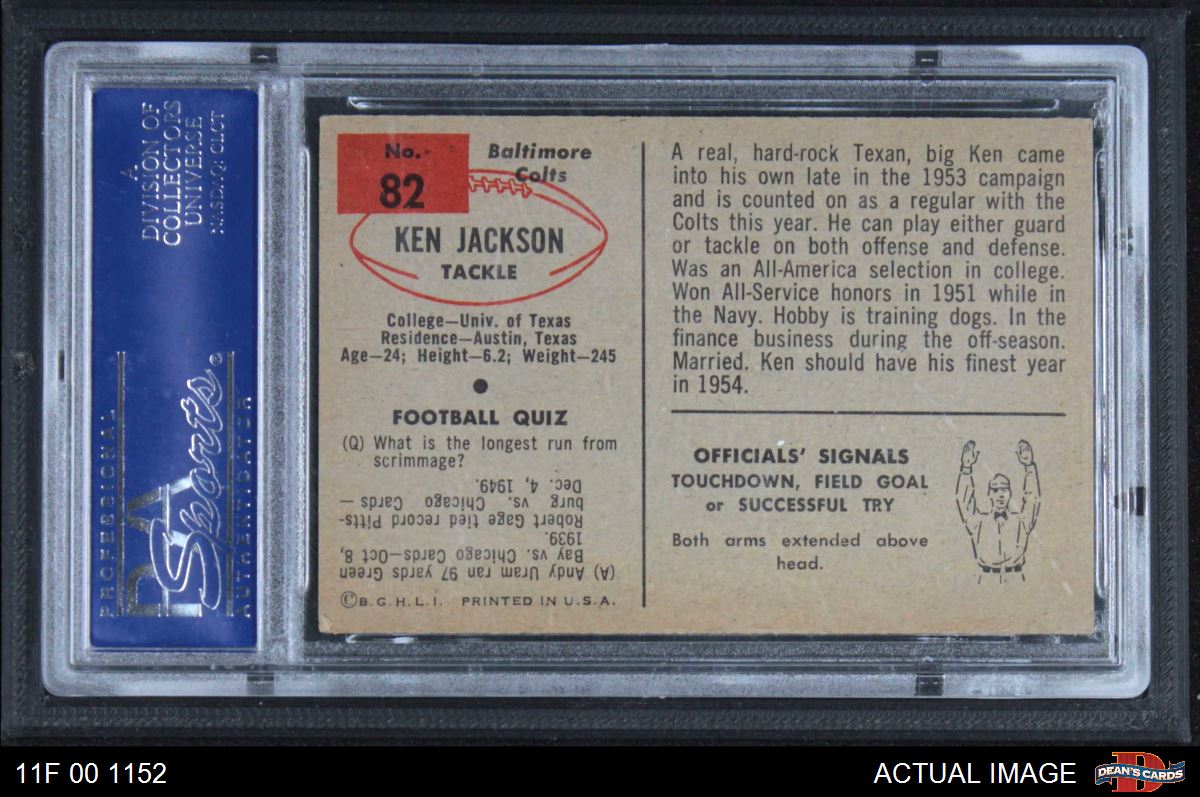 A
DIVISION OF
COLLECTORS
UNIVERSE
NASDAQ: CLCT
PROFESSIONAL
PSA
Sports®
AUTHENTICATOR
No.
82
Baltimore
Colts
KEN JACKSON
TACKLE
College—Univ. of Texas
Residence—Austin, Texas
Age—24; Height—6.2; Weight—245
FOOTBALL QUIZ
(Q) What is the longest run from
scrimmage?
(A) Andy Uram ran 97 yards Green
Bay vs. Chicago Cards—Oct 8,
1939.
Robert Gage tied record Pitts-
burg vs. Chicago Cards —
Dec. 4, 1949.
©B.G.H.L.I. PRINTED IN U.S.A.
A real, hard-rock Texan, big Ken came
into his own late in the 1953 campaign
and is counted on as a regular with the
Colts this year. He can play either guard
or tackle on both offense and defense.
Was an All-America selection in college.
Won All-Service honors in 1951 while in
the Navy. Hobby is training dogs. In the
finance business during the off-season.
Married. Ken should have his finest year
in 1954.
OFFICIALS' SIGNALS
TOUCHDOWN, FIELD GOAL
or SUCCESSFUL TRY
Both arms extended above
head.
11F 00 1152
ACTUAL IMAGE
D
DEAN'S CARDS